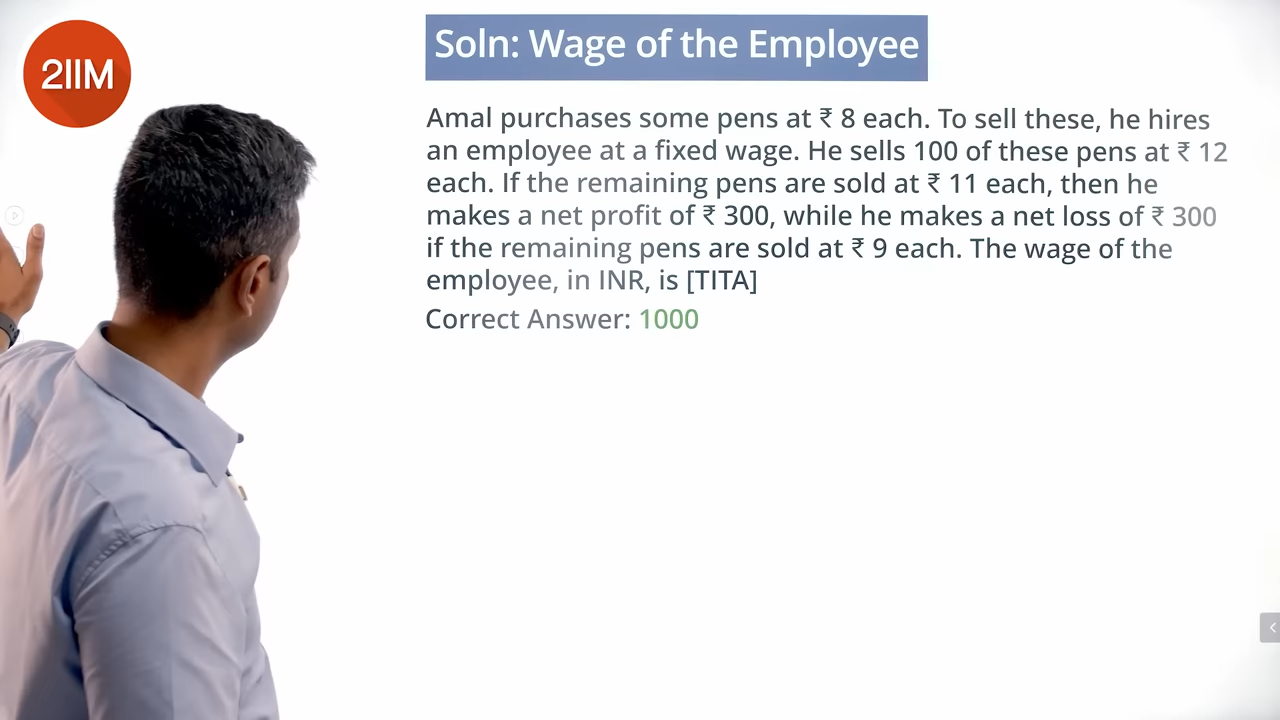 2IIM
Soln: Wage of the Employee
Amal purchases some pens at ₹ 8 each. To sell these, he hires
an employee at a fixed wage. He sells 100 of these pens at ₹ 12
each. If the remaining pens are sold at ₹ 11 each, then he
makes a net profit of ₹ 300, while he makes a net loss of ₹ 300
if the remaining pens are sold at ₹ 9 each. The wage of the
employee, in INR, is [TITA]
Correct Answer: 1000